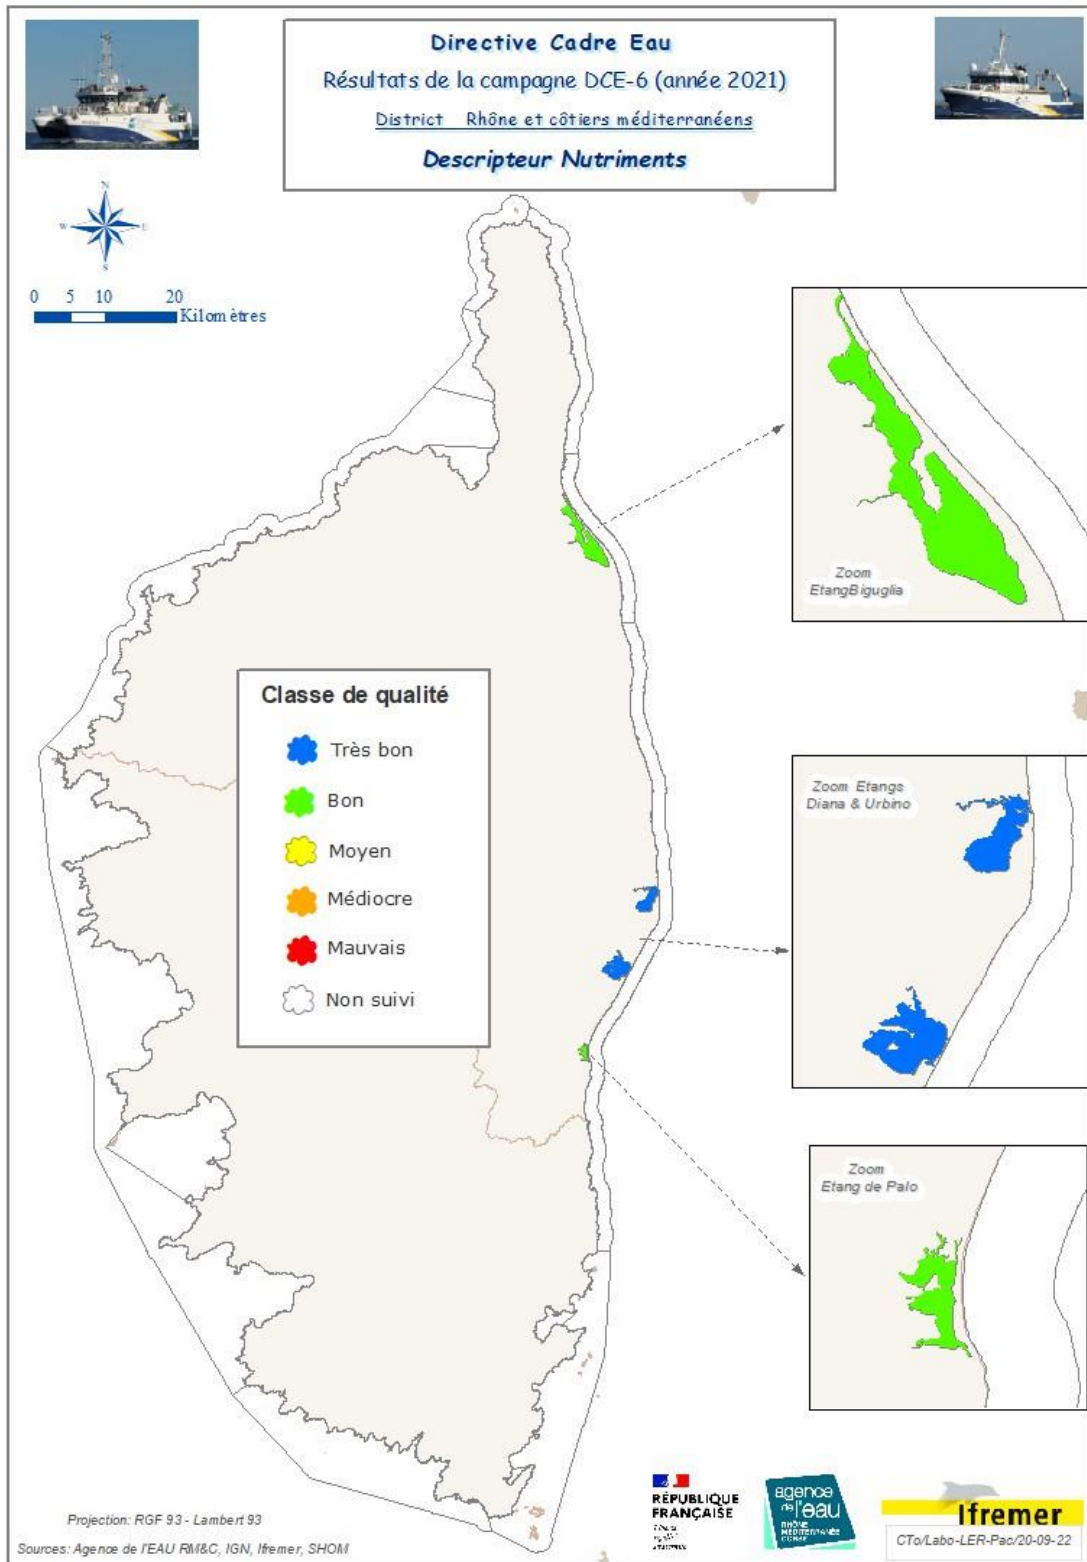 Directive Cadre Eau
Résultats de la campagne DCE-6 (année 2021)
District Rhône et côtiers méditerranéens
Descripteur Nutriments
N
W E
S
0 5 10 20
Kilomètres
Zoom
EtangBiguglia
Classe de qualité
Très bon
Bon
Moyen
Médiocre
Mauvais
Non suivi
Zoom Etangs
Diana & Urbino
Zoom
Etang de Palo
Projection: RGF 93 - Lambert 93
Sources: Agence de l'EAU RM&C, IGN, Ifremer, SHOM
RÉPUBLIQUE
FRANÇAISE
agence
de l'eau
RHÔNE
MÉDITERRANÉE
CORSE
Ifremer
CTo/Labo-LER-Pac/20-09-22